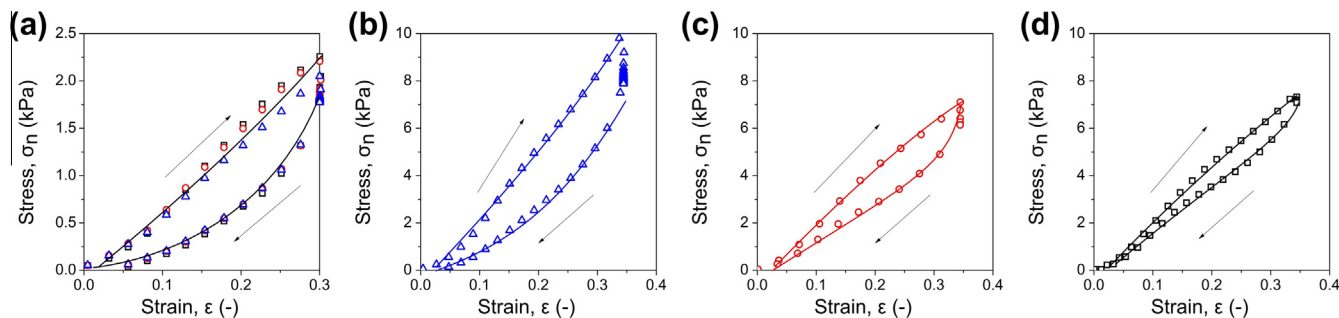 (a)
2.5
2.0
1.5
1.0
0.5
0.0
Stress, σn (kPa)
0.0 0.1 0.2 0.3
Strain, ε (-)
(b)
10
8
6
4
2
0
Stress, σn (kPa)
0.0 0.1 0.2 0.3 0.4
Strain, ε (-)
(c)
10
8
6
4
2
0
Stress, σn (kPa)
0.0 0.1 0.2 0.3 0.4
Strain, ε (-)
(d)
10
8
6
4
2
0
Stress, σn (kPa)
0.0 0.1 0.2 0.3 0.4
Strain, ε (-)